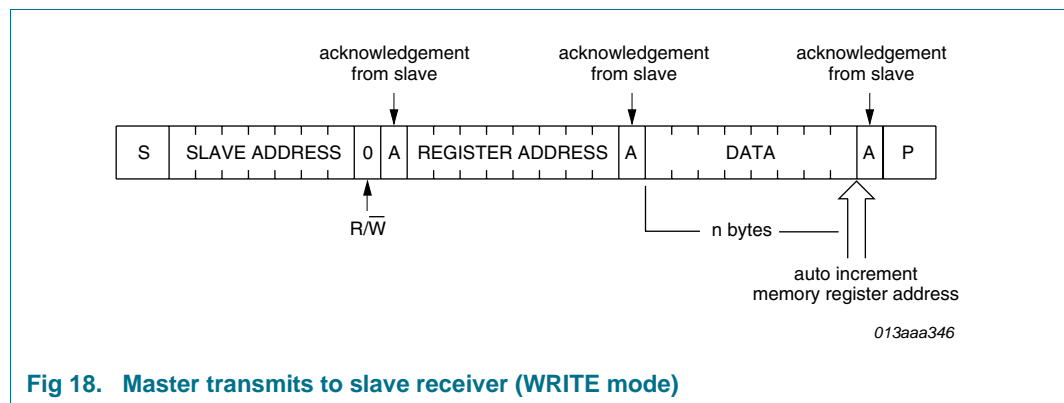 acknowledgement
from slave
acknowledgement
from slave
acknowledgement
from slave
S SLAVE ADDRESS 0 A REGISTER ADDRESS A DATA A P
R/W̅
n bytes
auto increment
memory register address
013aaa346
Fig 18. Master transmits to slave receiver (WRITE mode)